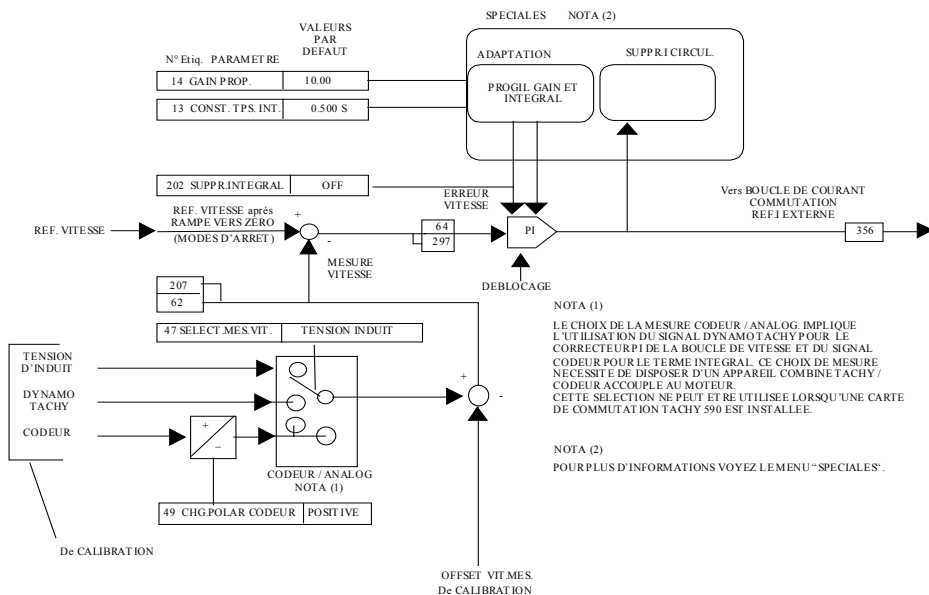 SPECIALES NOTA (2)
VALEURS
PAR
DEFAUT
N° Etiq. PARAMETRE
ADAPTATION
SUPPR.I CIRCUL.
14 GAIN PROP. 10.00
PROGIL GAIN ET
INTEGRAL
13 CONST. TPS. INT. 0.500 S
202 SUPPR.INTEGRAL OFF
ERREUR
VITESSE
Vers BOUCLE DE COURANT
COMMUTATION
REF.I EXTERNE
REF. VITESSE
REF. VITESSE aprés
RAMPE VERS ZERO
(MODES D'ARRET)
+
-
64
297
PI
356
MESURE
VITESSE
DEBLOCAGE
207
62
NOTA (1)
LE CHOIX DE LA MESURE CODEUR / ANALOG. IMPLIQUE
L'UTILISATION DU SIGNAL DYNAMO TACHY POUR LE
CORRECTEUR PI DE LA BOUCLE DE VITESSE ET DU SIGNAL
CODEUR POUR LE TERME INTEGRAL. CE CHOIX DE MESURE
NECESSITE DE DISPOSER D'UN APPAREIL COMBINE TACHY /
CODEUR ACCOUPLE AU MOTEUR.
CETTE SELECTION NE PEUT ETRE UTILISEE LORSQU'UNE CARTE
DE COMMUTATION TACHY 590 EST INSTALLEE.
47 SELECT.MES.VIT. TENSION INDUIT
TENSION
D'INDUIT
DYNAMO
TACHY
CODEUR
+
-
+
-
CODEUR / ANALOG
NOTA (1)
NOTA (2)
POUR PLUS D'INFORMATIONS VOYEZ LE MENU "SPECIALES".
49 CHG.POLAR CODEUR POSITIVE
De CALIBRATION
OFFSET VIT.MES.
De CALIBRATION